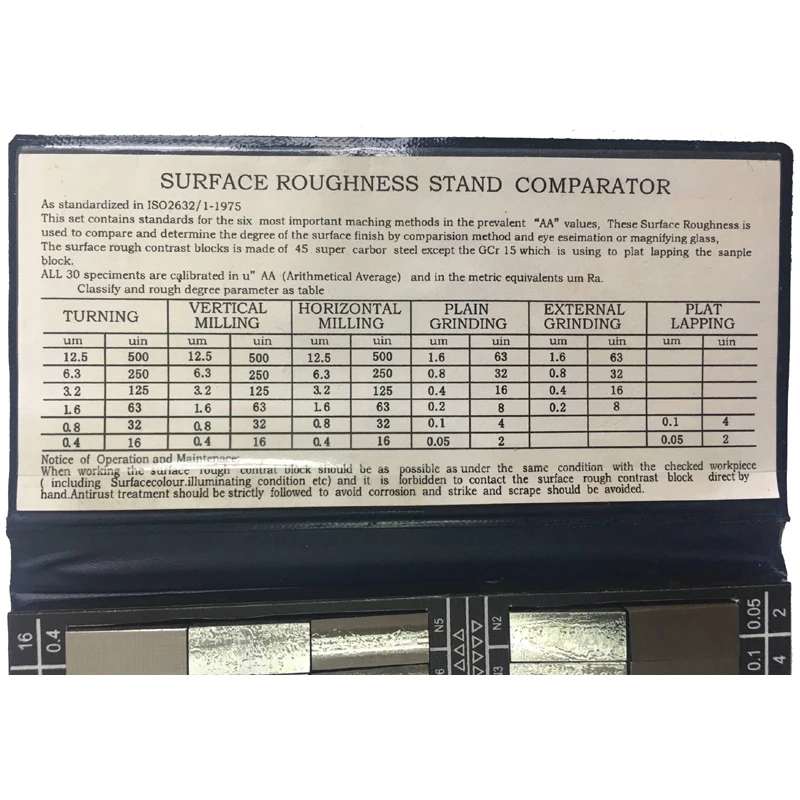 SURFACE ROUGHNESS STAND COMPARATOR
As standardized in ISO2632/1-1975
This set contains standards for the six most important maching methods in the prevalent "AA" values, These Surface Roughness is
used to compare and determine the degree of the surface finish by comparision method and eye eseimation or magnifying glass,
The surface rough contrast blocks is made of 45 super carbor steel except the GCr 15 which is using to plat lapping the sanple
block.
ALL 30 speciments are calibrated in u" AA (Arithmetical Average) and in the metric equivalents um Ra.
Classify and rough degree parameter as table
TURNING VERTICAL MILLING HORIZONTAL MILLING PLAIN GRINDING EXTERNAL GRINDING PLAT LAPPING
um uin um uin um uin um uin um uin um uin
12.5 500 12.5 500 12.5 500 1.6 63 1.6 63
6.3 250 6.3 250 6.3 250 0.8 32 0.8 32
3.2 125 3.2 125 3.2 125 0.4 16 0.4 16
1.6 63 1.6 63 1.6 63 0.2 8 0.2 8
0.8 32 0.8 32 0.8 32 0.1 4 0.1 4
0.4 16 0.4 16 0.4 16 0.05 2 0.05 2
Notice of Operation and Maintenace:
When working the surface rough contrat block should be as possible as under the same condition with the checked workpiece
( including Surfacecolour.illuminating condition etc) and it is forbidden to contact the surface rough contrast block direct by
hand.Antirust treatment should be strictly followed to avoid corrosion and strike and scrape should be avoided.
16 0.4 N5 N2 0.05 2
6 N3 0.1 4